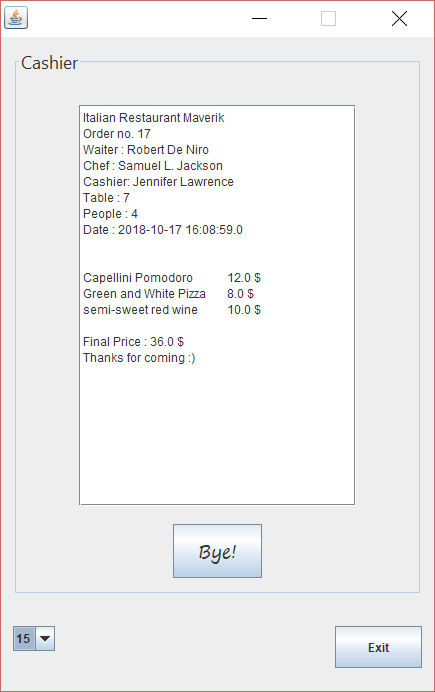 Cashier
Italian Restaurant Maverik
Order no. 17
Waiter : Robert De Niro
Chef : Samuel L. Jackson
Cashier: Jennifer Lawrence
Table : 7
People : 4
Date : 2018-10-17 16:08:59.0
Capellini Pomodoro 12.0 $
Green and White Pizza 8.0 $
semi-sweet red wine 10.0 $
Final Price : 36.0 $
Thanks for coming :)
Bye!
15
Exit